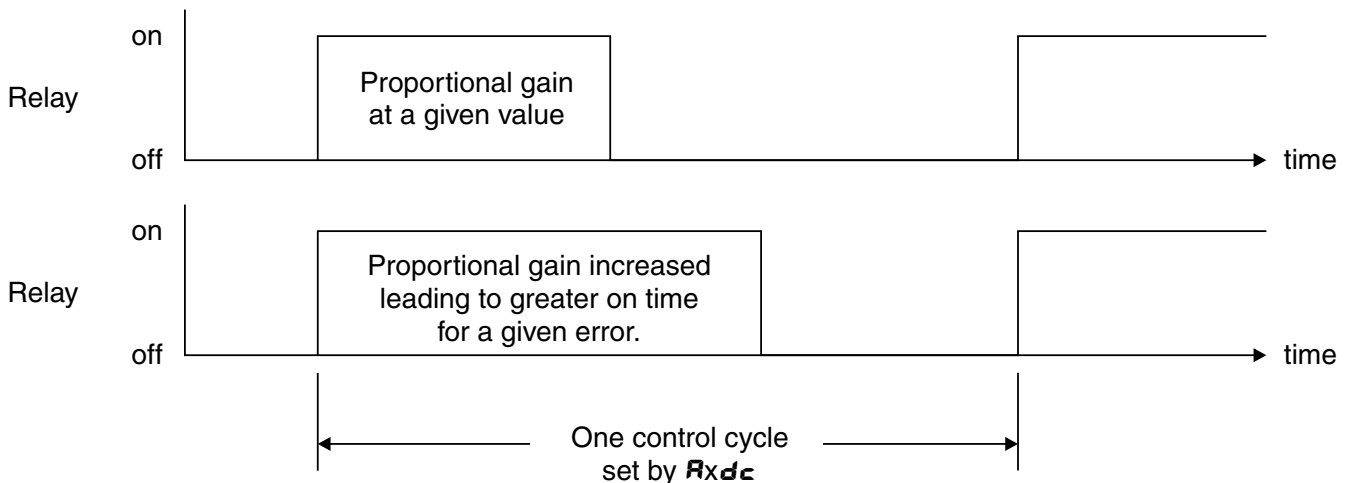 on
Relay
Proportional gain
at a given value
off
time
on
Relay
Proportional gain increased
leading to greater on time
for a given error.
off
time
One control cycle
set by Axdc